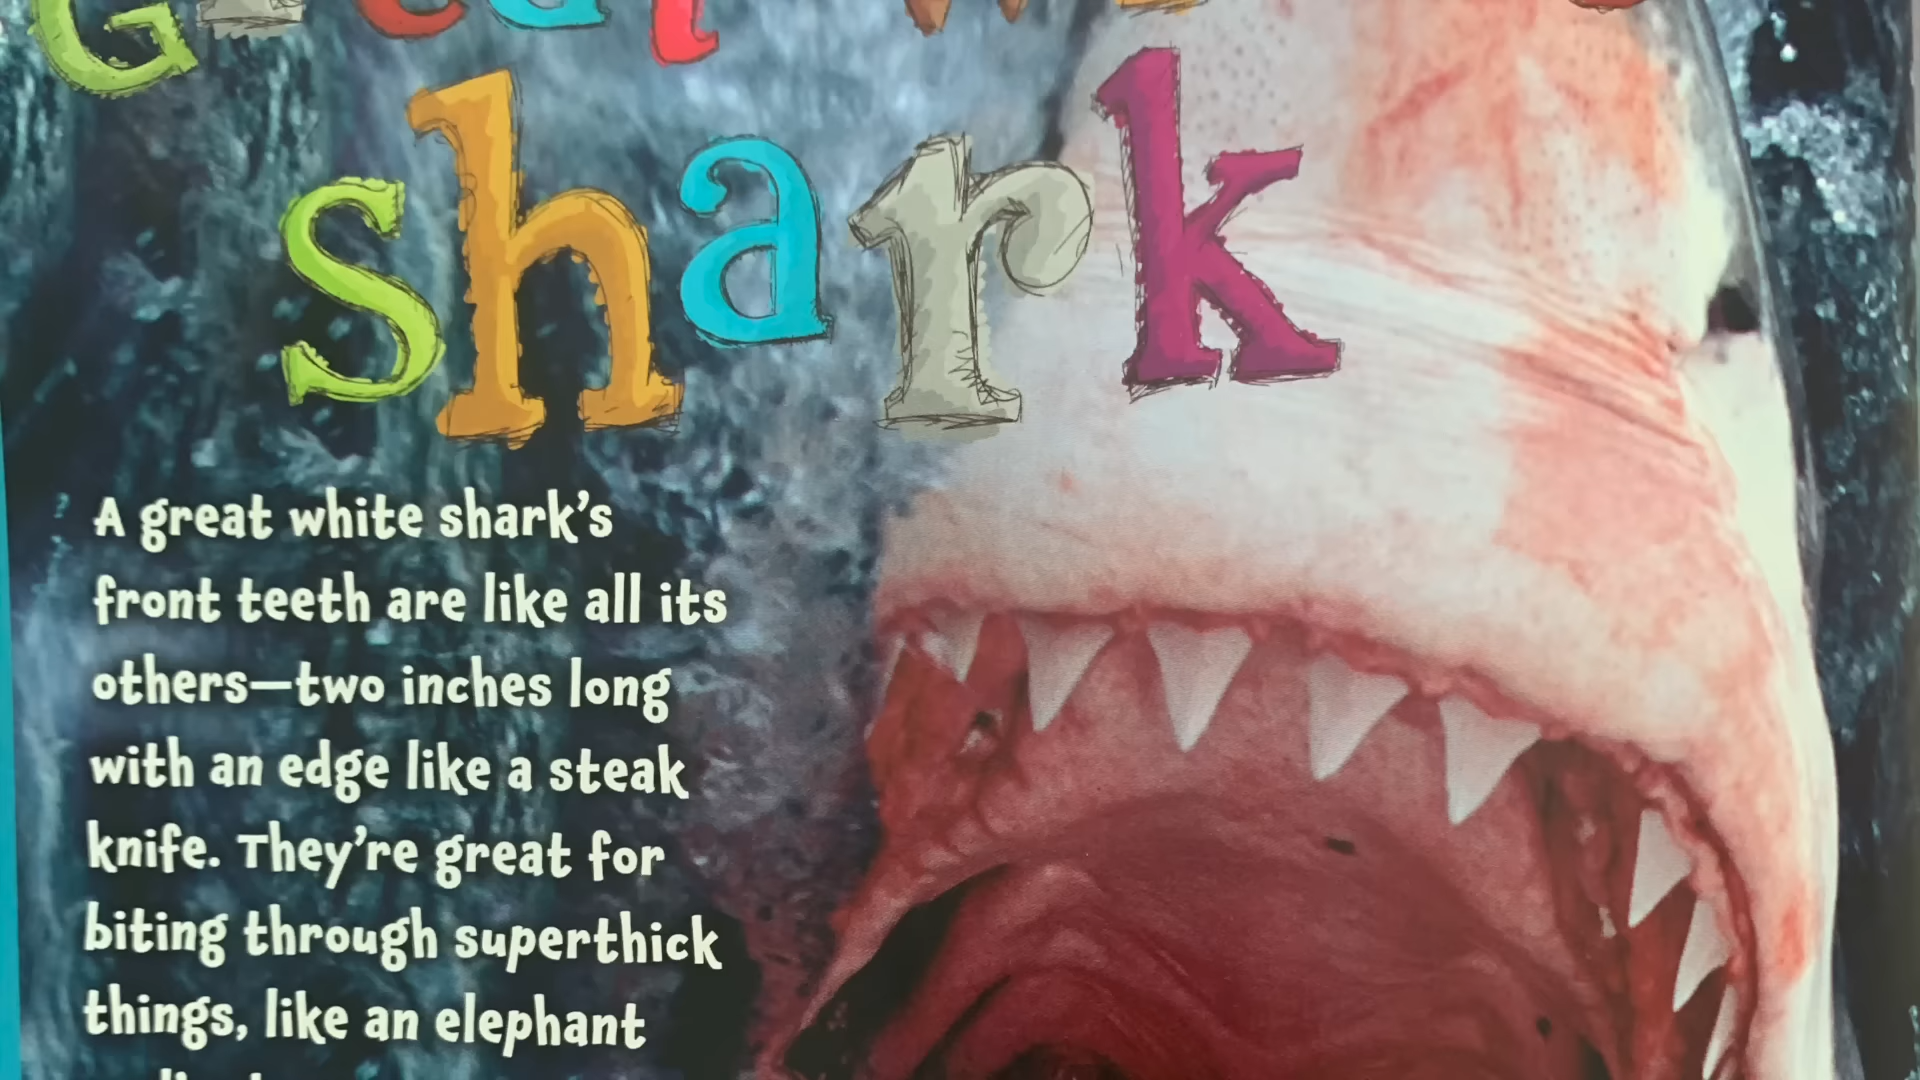 Great
shark
A great white shark's
front teeth are like all its
others—two inches long
with an edge like a steak
knife. They're great for
biting through superthick
things, like an elephant